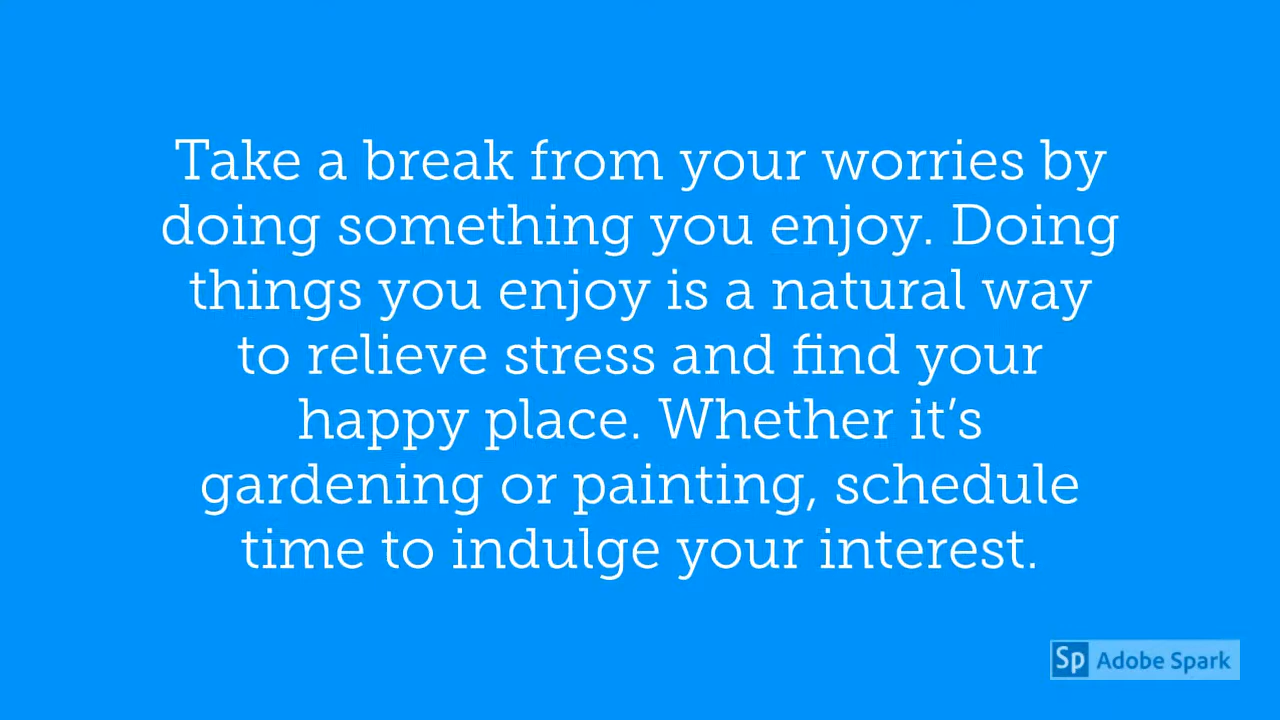 Take a break from your worries by
doing something you enjoy. Doing
things you enjoy is a natural way
to relieve stress and find your
happy place. Whether it’s
gardening or painting, schedule
time to indulge your interest.
Sp Adobe Spark